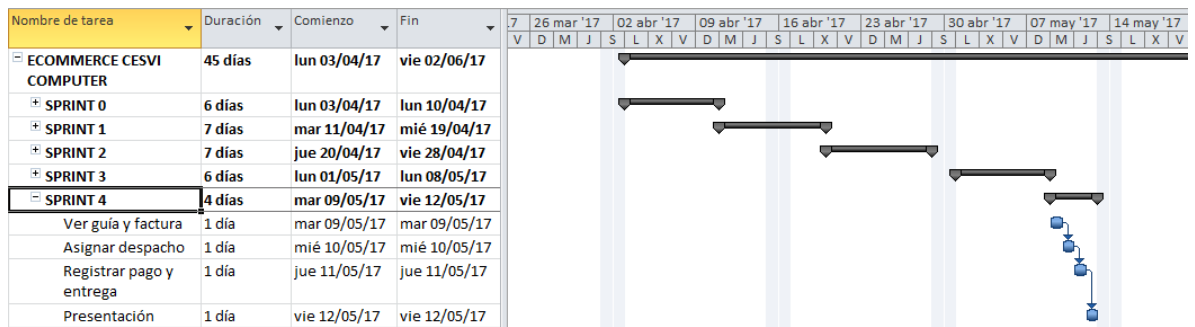 Nombre de tarea Duración Comienzo Fin .7 26 mar '17 02 abr '17 09 abr '17 16 abr '17 23 abr '17 30 abr '17 07 may '17 14 may '17
V D M J S L X V D M J S L X V D M J S L X V D M J S L X V
ECOMMERCE CESVI 45 días lun 03/04/17 vie 02/06/17
COMPUTER
SPRINT 0 6 días lun 03/04/17 lun 10/04/17
SPRINT 1 7 días mar 11/04/17 mié 19/04/17
SPRINT 2 7 días jue 20/04/17 vie 28/04/17
SPRINT 3 6 días lun 01/05/17 lun 08/05/17
SPRINT 4 4 días mar 09/05/17 vie 12/05/17
Ver guía y factura 1 día mar 09/05/17 mar 09/05/17
Asignar despacho 1 día mié 10/05/17 mié 10/05/17
Registrar pago y 1 día jue 11/05/17 jue 11/05/17
entrega
Presentación 1 día vie 12/05/17 vie 12/05/17